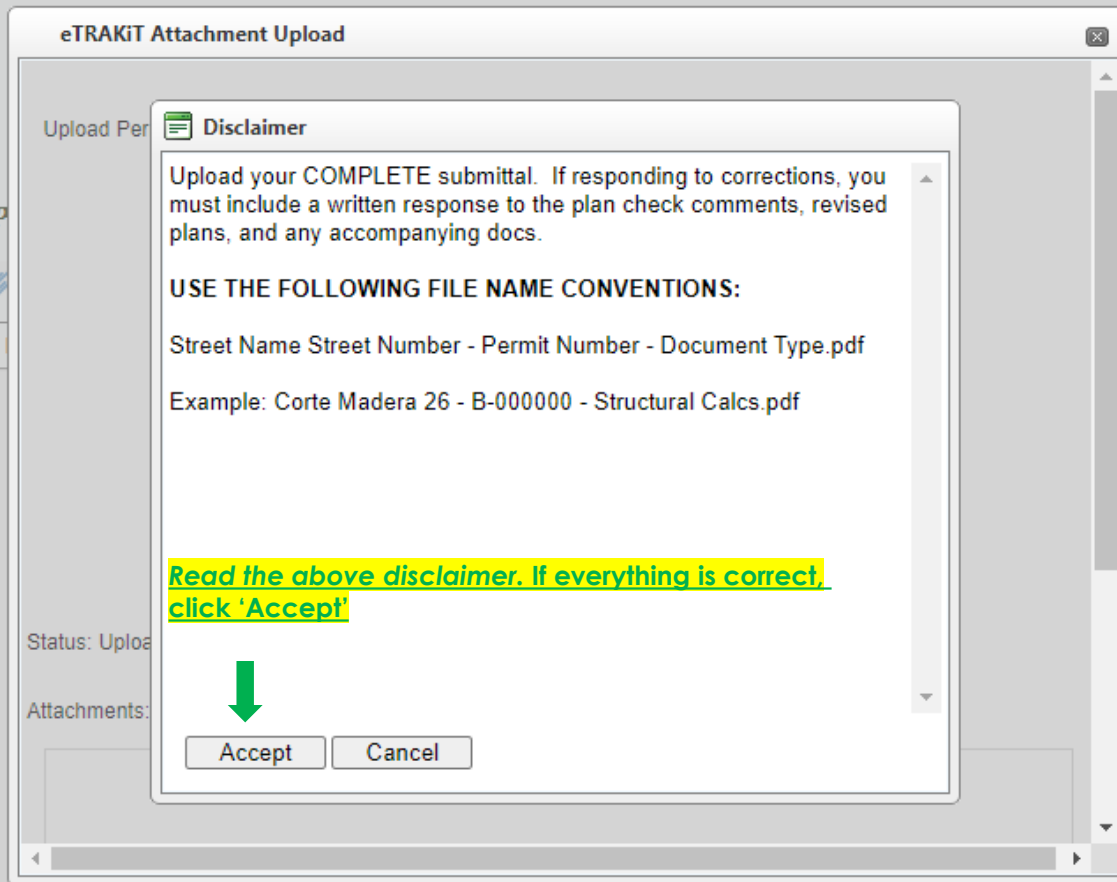 eTRAKiT Attachment Upload
Upload Per
Disclaimer
Upload your COMPLETE submittal.  If responding to corrections, you
must include a written response to the plan check comments, revised
plans, and any accompanying docs.
USE THE FOLLOWING FILE NAME CONVENTIONS:
Street Name Street Number - Permit Number - Document Type.pdf
Example: Corte Madera 26 - B-000000 - Structural Calcs.pdf
Read the above disclaimer. If everything is correct,
click ‘Accept’
Status: Uploa
Attachments:
Accept Cancel